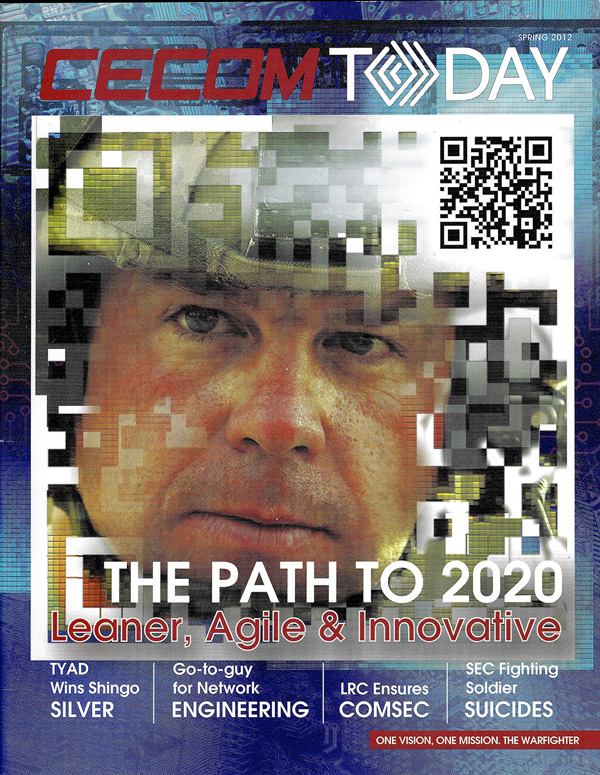 SPRING 2012
CECOM TODAY
THE PATH TO 2020
Leaner, Agile & Innovative
TYAD
Wins Shingo
SILVER
Go-to-guy
for Network
ENGINEERING
LRC Ensures
COMSEC
SEC Fighting
Soldier
SUICIDES
ONE VISION, ONE MISSION. THE WARFIGHTER